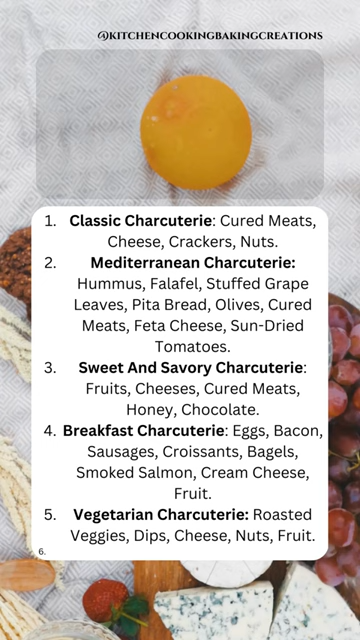 @KITCHENCOOKINGBAKINGCREATIONS
1. Classic Charcuterie: Cured Meats,
Cheese, Crackers, Nuts.
2. Mediterranean Charcuterie:
Hummus, Falafel, Stuffed Grape
Leaves, Pita Bread, Olives, Cured
Meats, Feta Cheese, Sun-Dried
Tomatoes.
3. Sweet And Savory Charcuterie:
Fruits, Cheeses, Cured Meats,
Honey, Chocolate.
4. Breakfast Charcuterie: Eggs, Bacon,
Sausages, Croissants, Bagels,
Smoked Salmon, Cream Cheese,
Fruit.
5. Vegetarian Charcuterie: Roasted
Veggies, Dips, Cheese, Nuts, Fruit.
6.